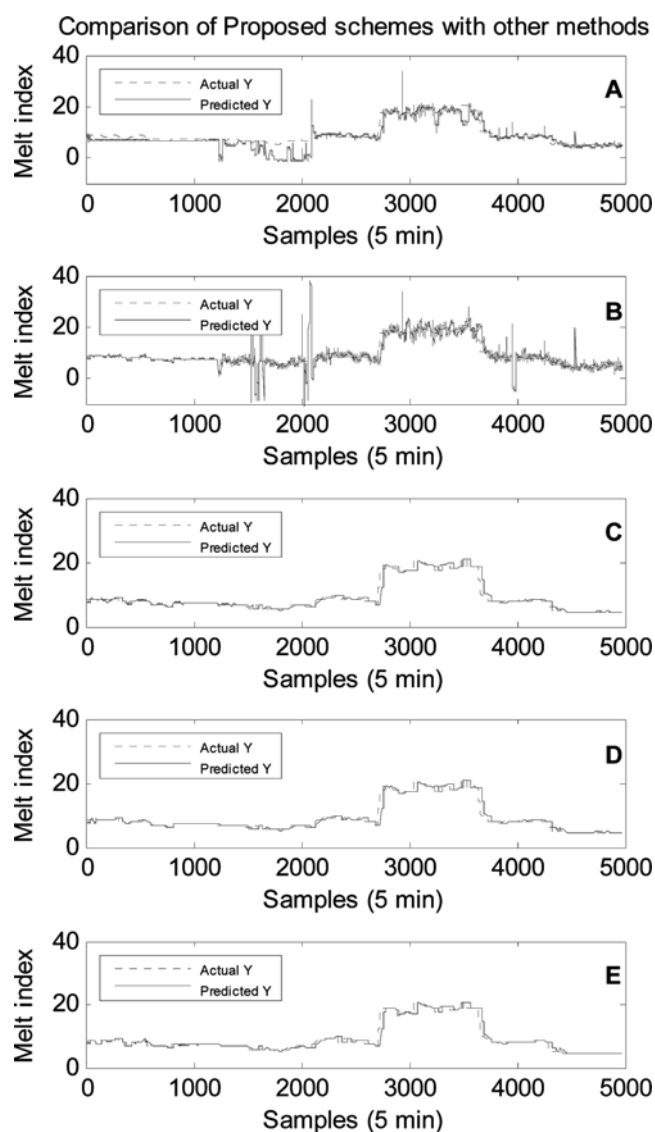 Comparison of Proposed schemes with other methods
40
20
0
Melt index
Actual Y
Predicted Y
A
0 1000 2000 3000 4000 5000
Samples (5 min)
40
20
0
Melt index
Actual Y
Predicted Y
B
0 1000 2000 3000 4000 5000
Samples (5 min)
40
20
0
Melt index
Actual Y
Predicted Y
C
0 1000 2000 3000 4000 5000
Samples (5 min)
40
20
0
Melt index
Actual Y
Predicted Y
D
0 1000 2000 3000 4000 5000
Samples (5 min)
40
20
0
Melt index
Actual Y
Predicted Y
E
0 1000 2000 3000 4000 5000
Samples (5 min)